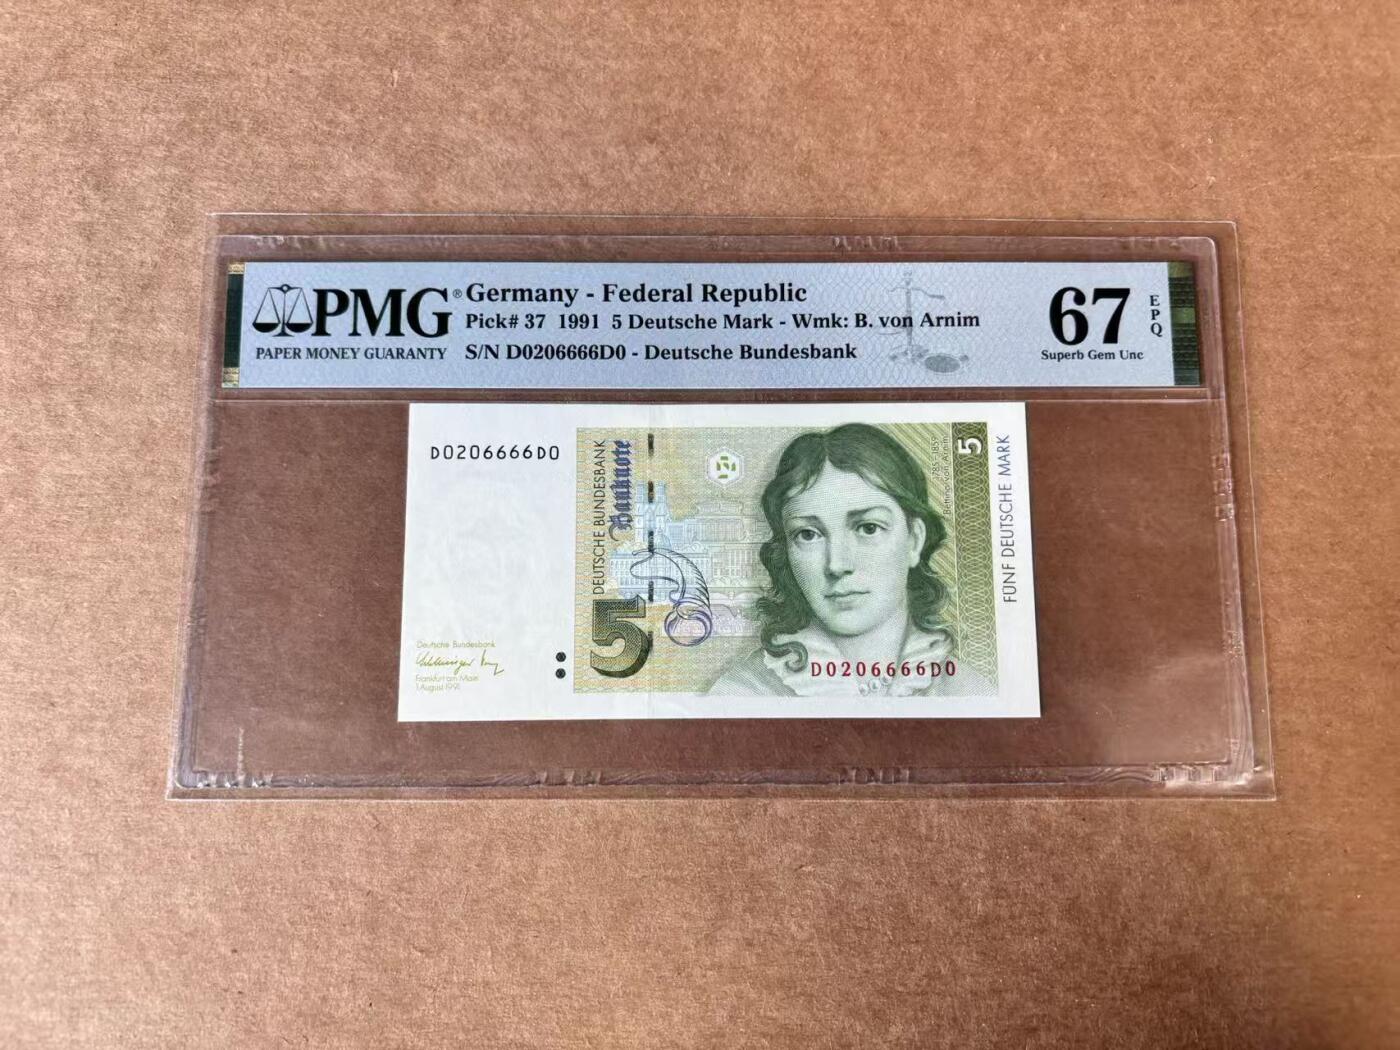 PMG®
PAPER MONEY GUARANTY
Germany - Federal Republic
Pick# 37 1991 5 Deutsche Mark - Wmk: B. von Arnim
S/N D0206666D0 - Deutsche Bundesbank
67
EPQ
Superb Gem Unc
D0206666D0
DEUTSCHE BUNDESBANK
Banknote
5
Deutsche Bundesbank
Frankfurt am Main
1. August 1991
1785-1859
Bettina von Arnim
5
FÜNF DEUTSCHE MARK
D0206666D0